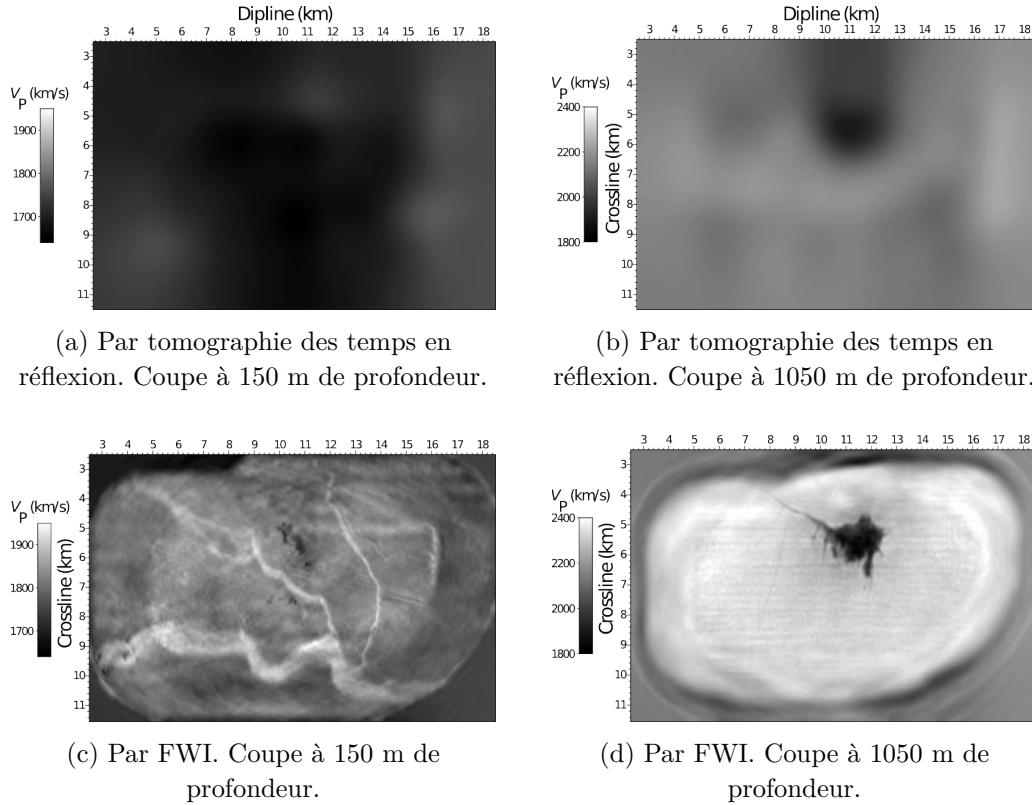 Dipline (km)
3 4 5 6 7 8 9 10 11 12 13 14 15 16 17 18
V_P (km/s)
1900
1800
1700
3
4
5
6
7
8
9
10
11
(a) Par tomographie des temps en
réflexion. Coupe à 150 m de profondeur.
Dipline (km)
3 4 5 6 7 8 9 10 11 12 13 14 15 16 17 18
V_P (km/s)
2400
2200
2000
1800
Crossline (km)
3
4
5
6
7
8
9
10
11
(b) Par tomographie des temps en
réflexion. Coupe à 1050 m de profondeur.
3 4 5 6 7 8 9 10 11 12 13 14 15 16 17 18
V_P (km/s)
1900
1800
1700
Crossline (km)
3
4
5
6
7
8
9
10
11
(c) Par FWI. Coupe à 150 m de
profondeur.
3 4 5 6 7 8 9 10 11 12 13 14 15 16 17 18
V_P (km/s)
2400
2200
2000
1800
Crossline (km)
3
4
5
6
7
8
9
10
11
(d) Par FWI. Coupe à 1050 m de
profondeur.